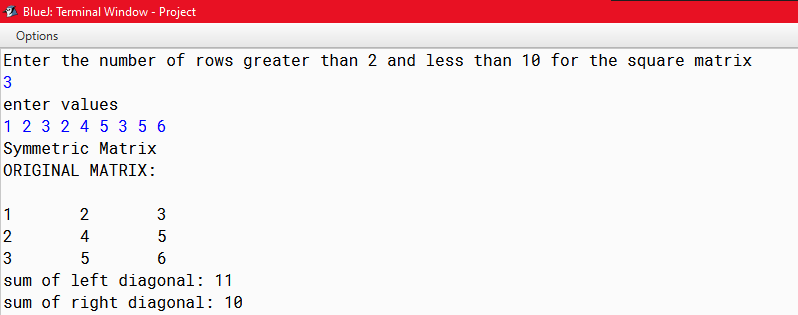 BlueJ: Terminal Window - Project
Options
Enter the number of rows greater than 2 and less than 10 for the square matrix
3
enter values
1 2 3 2 4 5 3 5 6
Symmetric Matrix
ORIGINAL MATRIX:
1 2 3
2 4 5
3 5 6
sum of left diagonal: 11
sum of right diagonal: 10